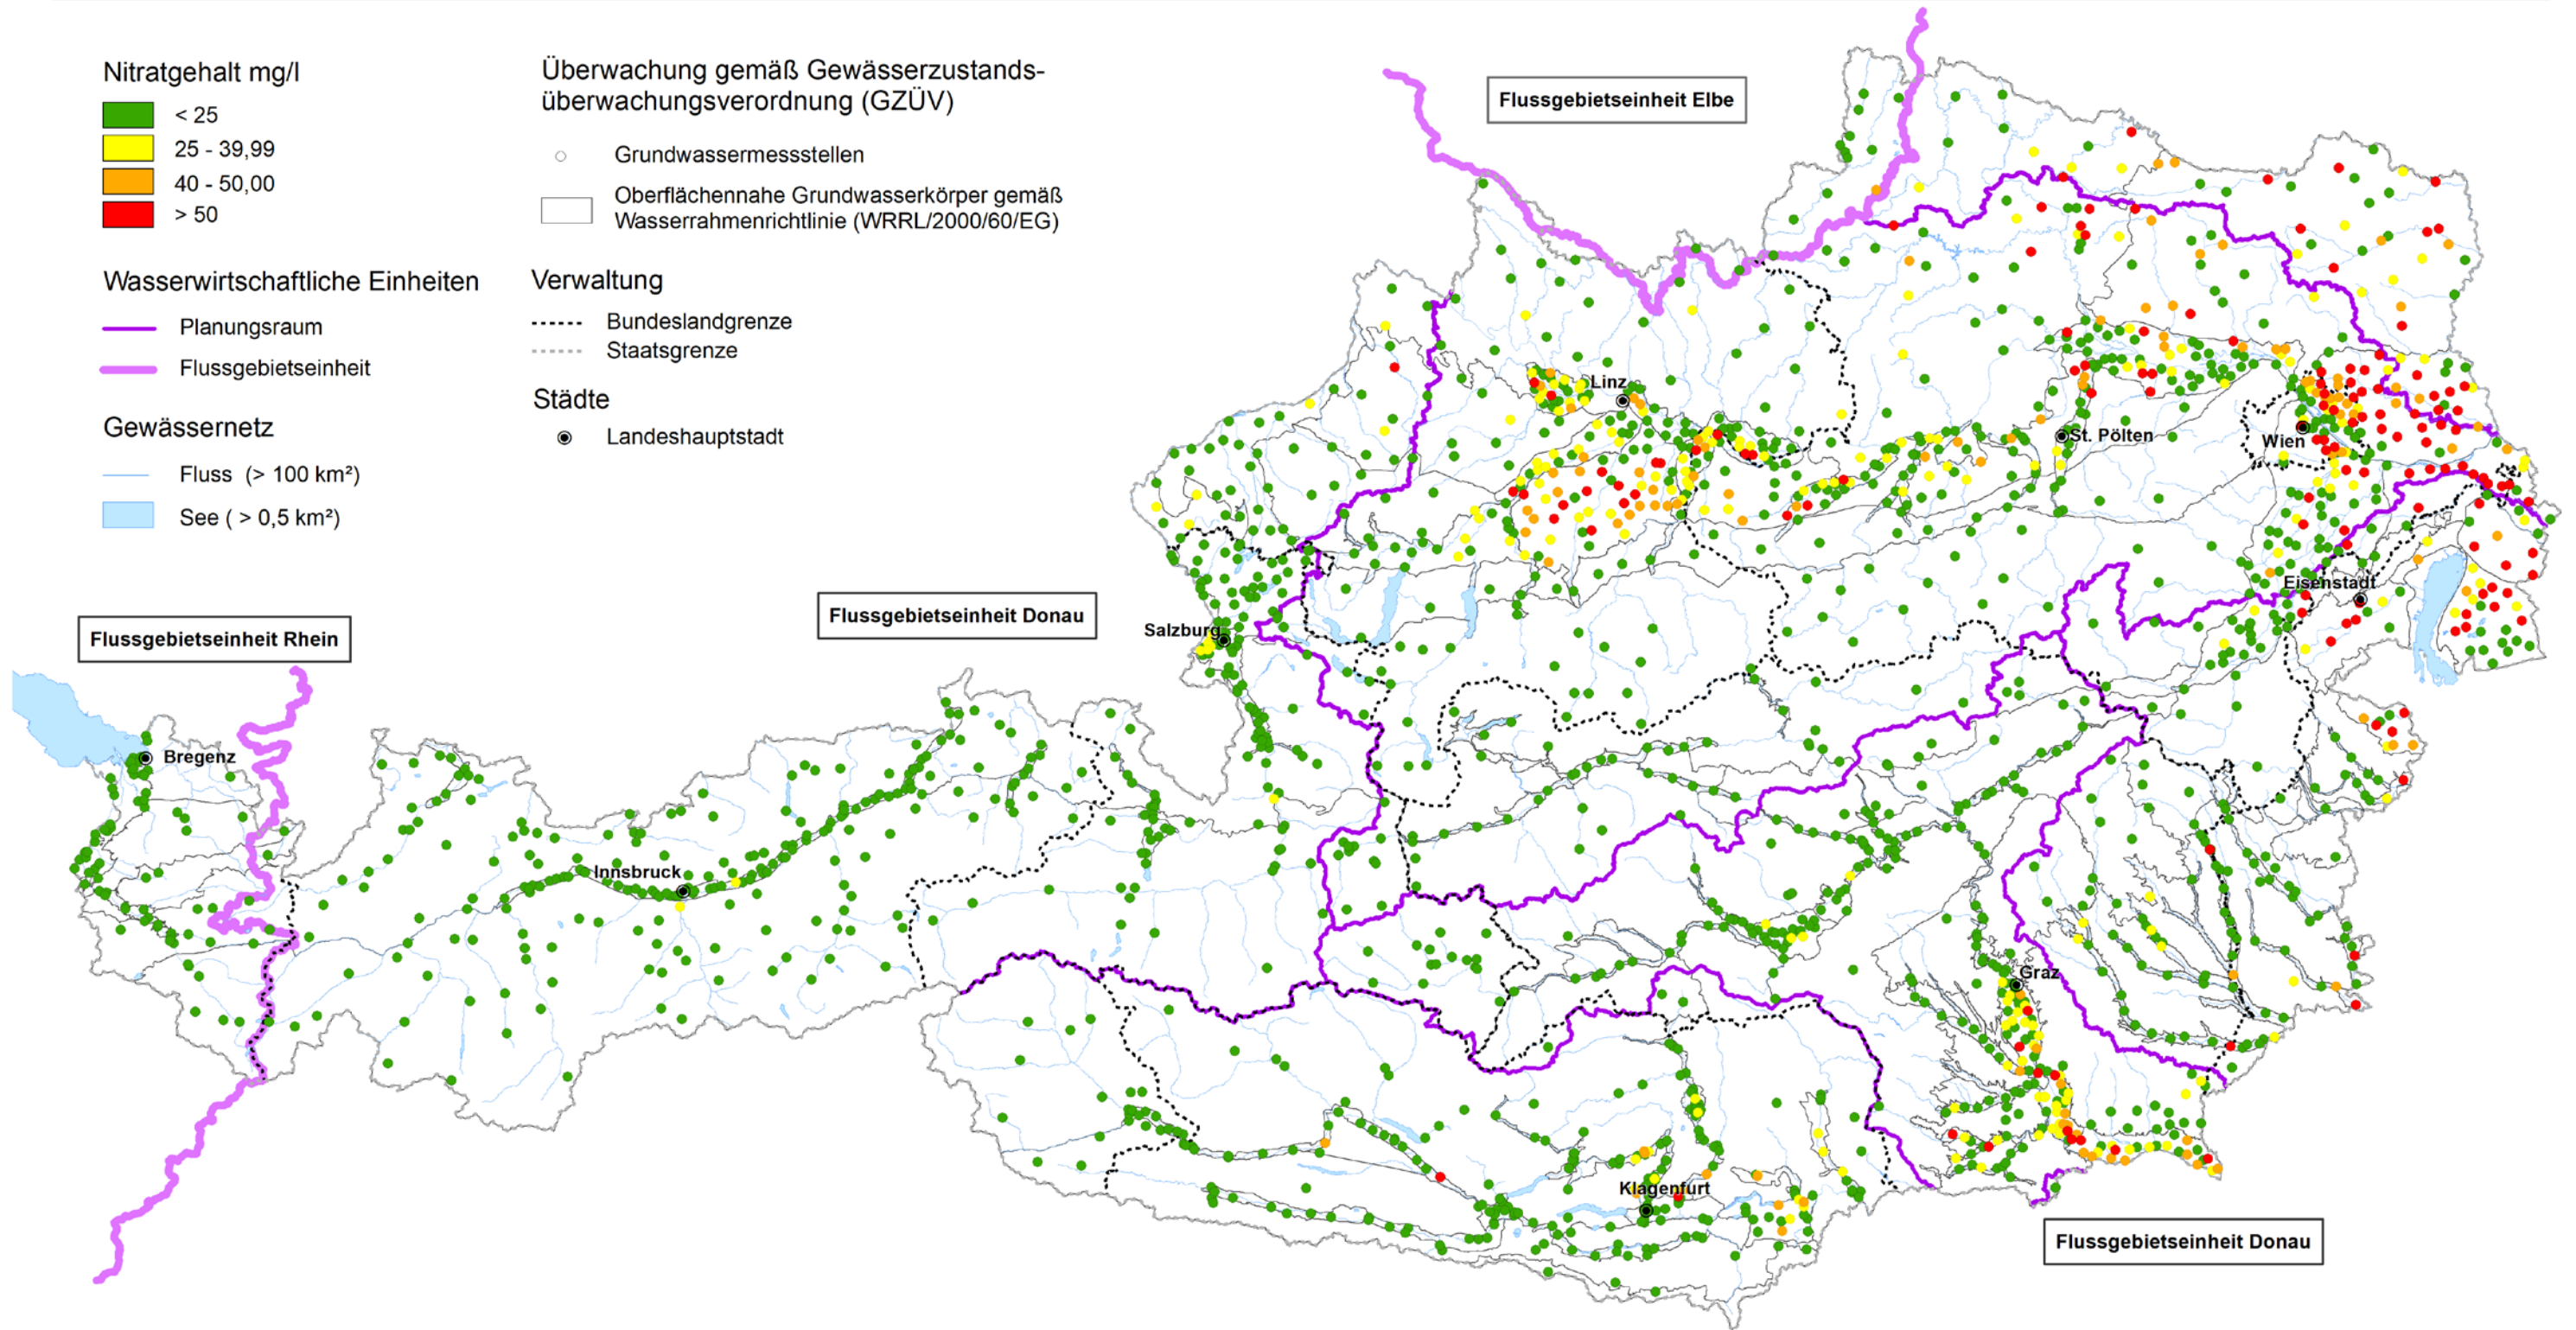 Nitratgehalt mg/l
< 25
25 - 39,99
40 - 50,00
> 50
Wasserwirtschaftliche Einheiten
Planungsraum
Flussgebietseinheit
Gewässernetz
Fluss (> 100 km²)
See ( > 0,5 km²)
Überwachung gemäß Gewässerzustands-
überwachungsverordnung (GZÜV)
Grundwassermessstellen
Oberflächennahe Grundwasserkörper gemäß
Wasserrahmenrichtlinie (WRRL/2000/60/EG)
Verwaltung
Bundeslandgrenze
Staatsgrenze
Städte
Landeshauptstadt
Flussgebietseinheit Elbe
Linz
St. Pölten
Wien
Eisenstadt
Flussgebietseinheit Donau
Salzburg
Flussgebietseinheit Rhein
Bregenz
Innsbruck
Graz
Klagenfurt
Flussgebietseinheit Donau